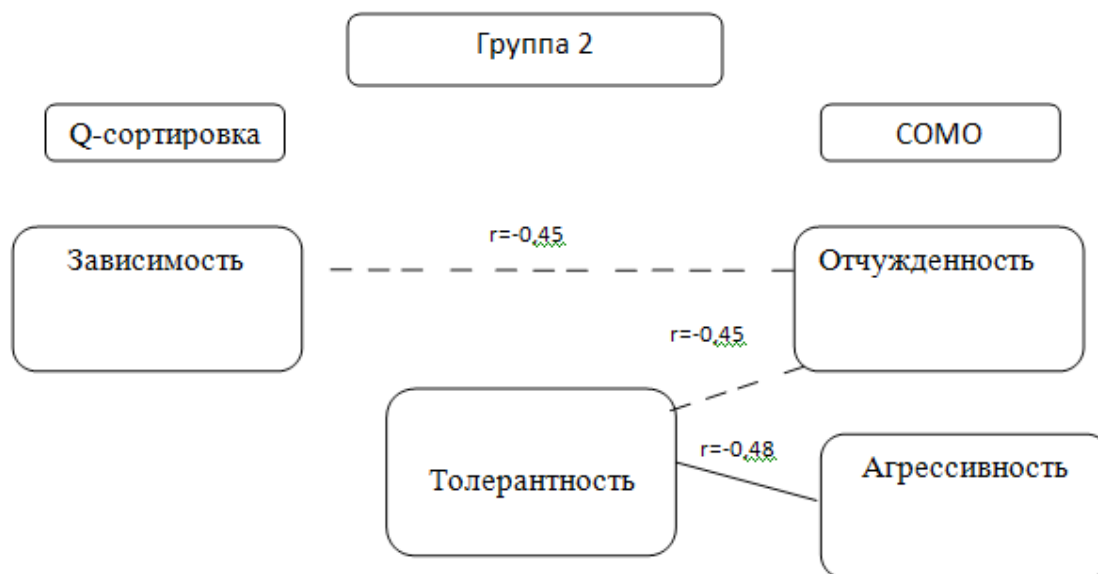 Группа 2
Q-сортировка
СОМО
Зависимость
r=-0,45
Отчужденность
r=-0,45
Толерантность
r=-0,48
Агрессивность